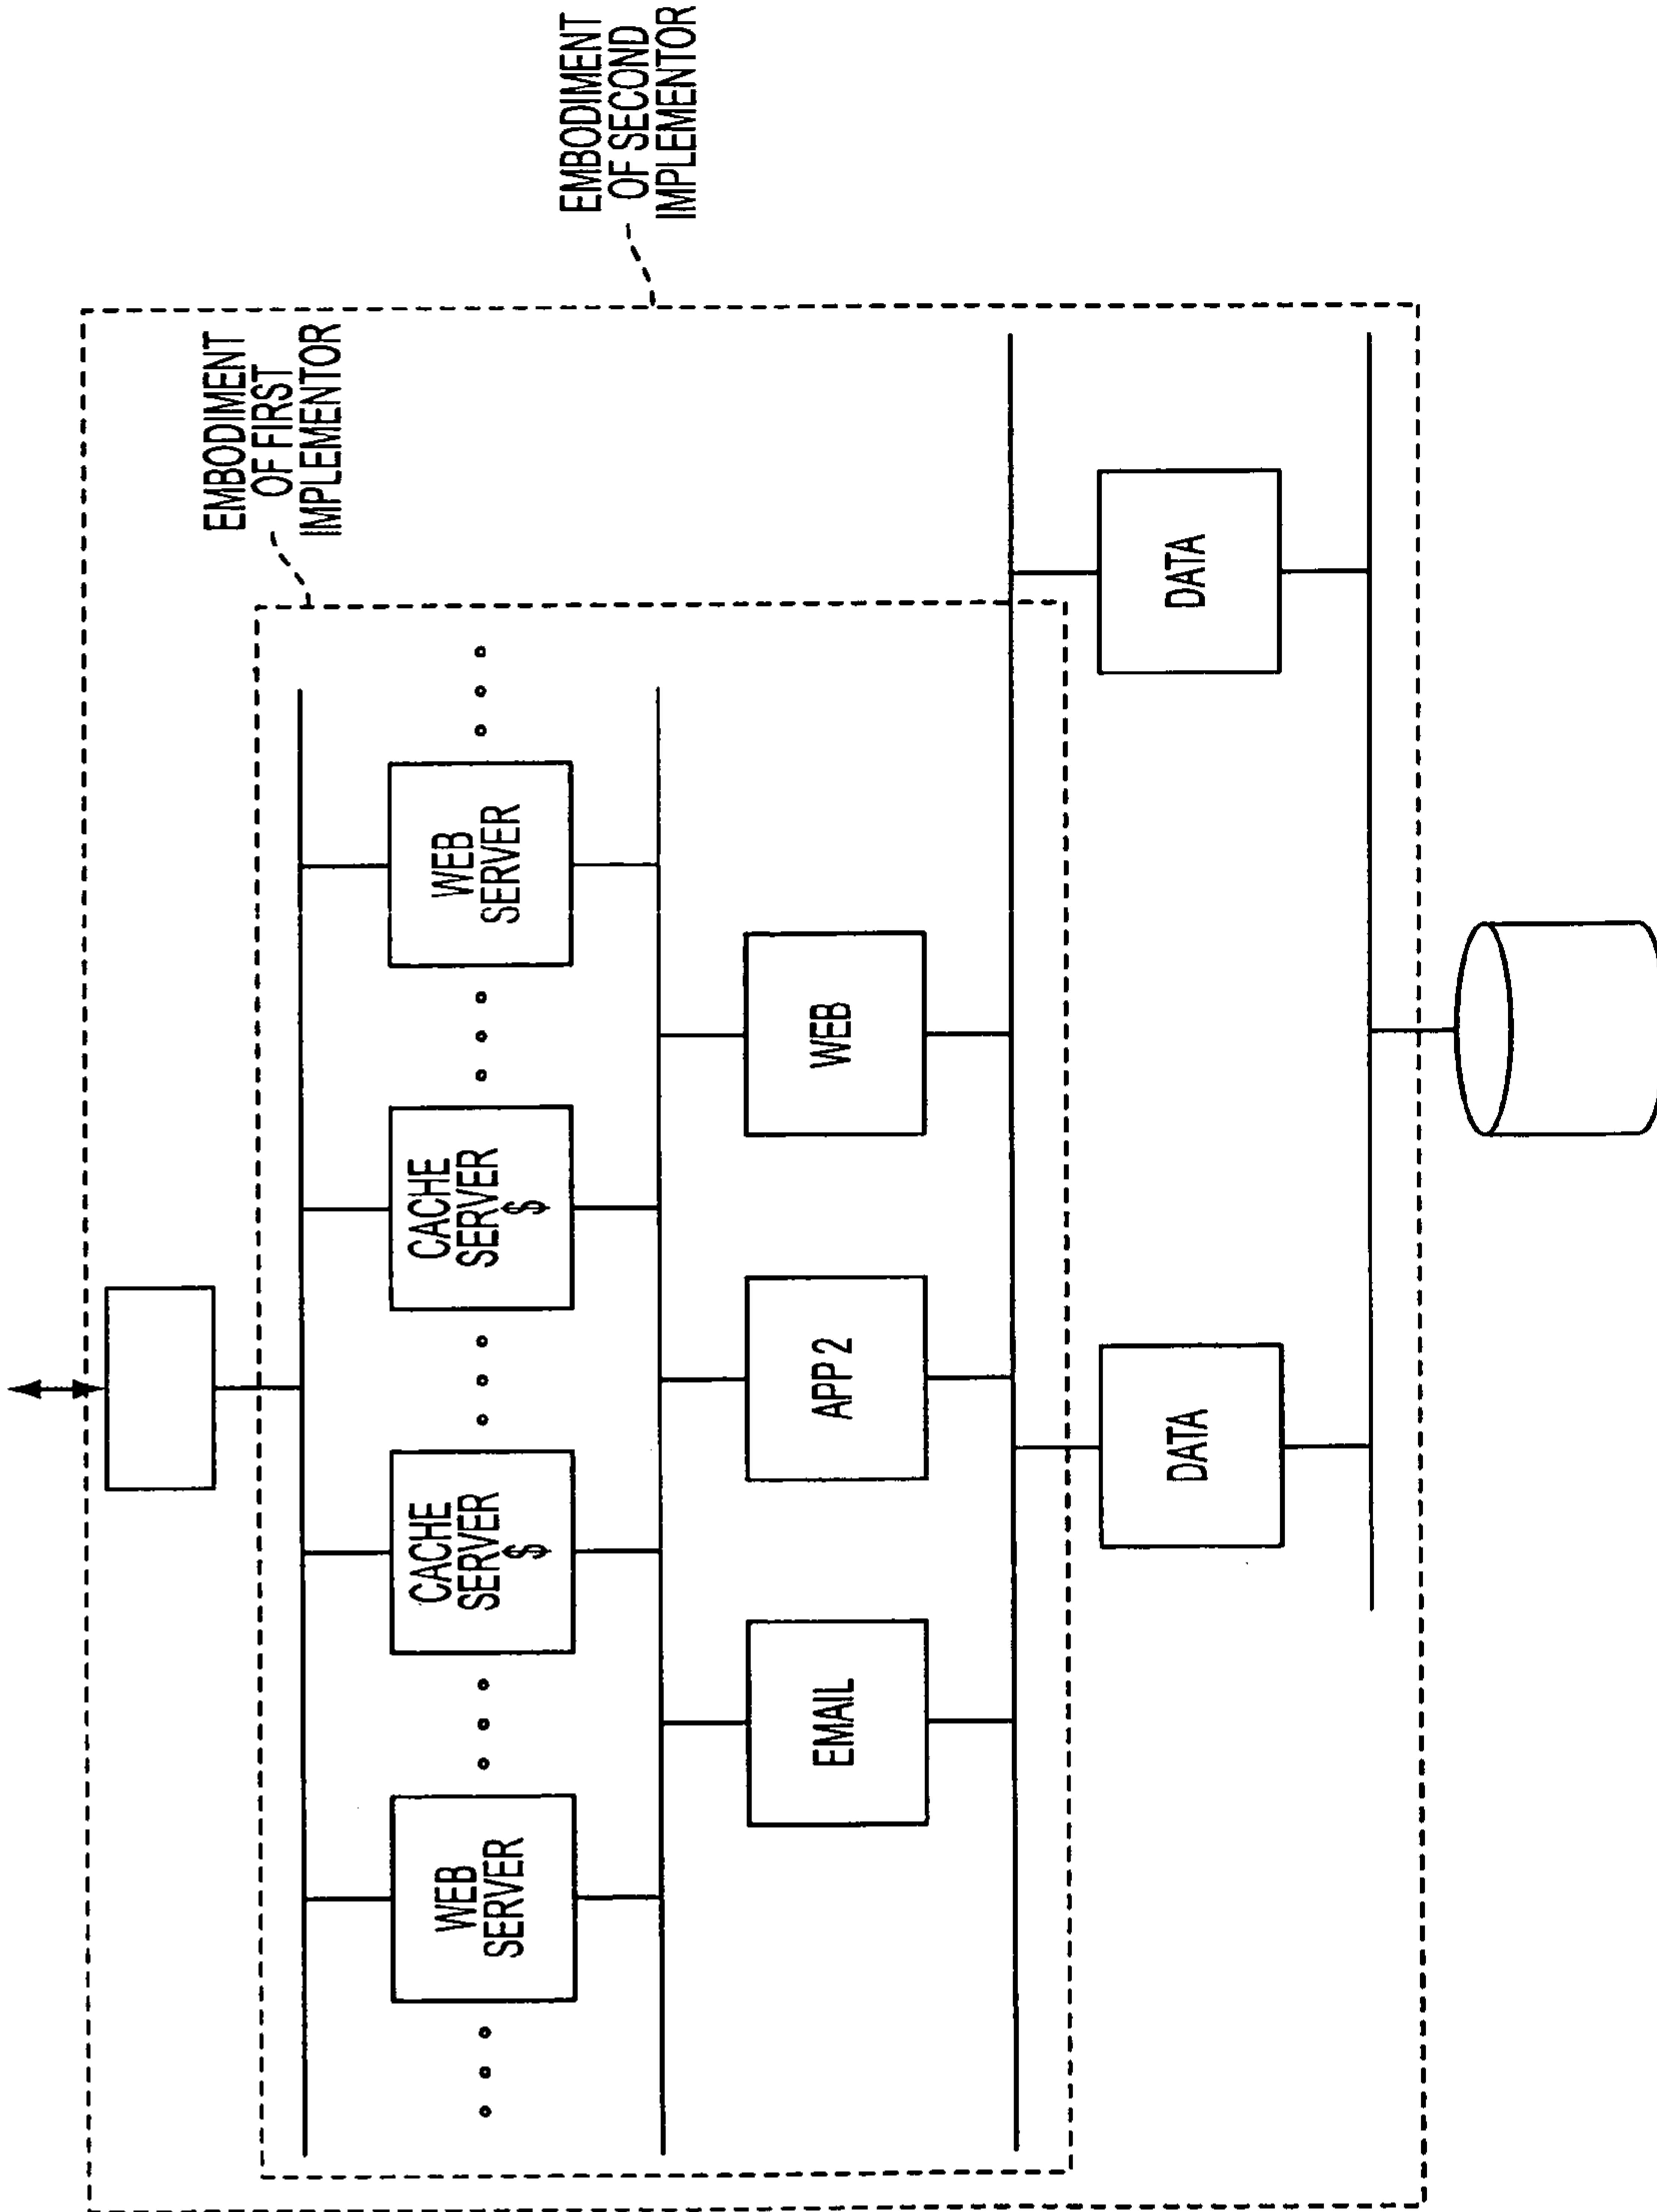 EMBODIMENT
OF SECOND
IMPLEMENTOR
EMBODIMENT
OF FIRST
IMPLEMENTOR
WEB
SERVER
CACHE
SERVER
$
CACHE
SERVER
$
WEB
SERVER
EMAIL
APP 2
WEB
DATA
DATA